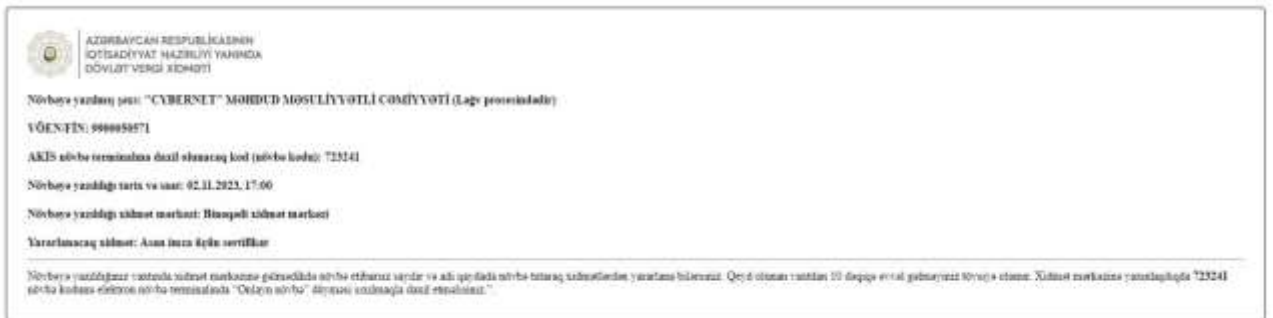 AZƏRBAYCAN RESPUBLİKASININ
İQTİSADİYYAT NAZİRLİYİ YANINDA
DÖVLƏT VERGİ XİDMƏTİ
Növbəyə yazılmış şəxs: "CYBERNET" MƏHDUD MƏSULİYYƏTLİ CƏMİYYƏTİ (Ləğv prosesindədir)
VÖEN/FİN: 9900050571
AKİS növbə terminalına daxil olunacaq kod (növbə kodu): 723241
Növbəyə yazıldığı tarix və saat: 02.11.2023, 17:00
Növbəyə yazıldığı xidmət mərkəzi: Binəqədi xidmət mərkəzi
Yararlanacaq xidmət: Asan imza üçün sertifikat
Növbəyə yazıldığınız vaxtında xidmət mərkəzinə gəlmədikdə növbə etibarsız sayılır və adi qaydada növbə tutaraq xidmətlərdən yararlana bilərsiniz. Qeyd olunan vaxtdan 10 dəqiqə əvvəl gəlməyiniz tövsiyə olunur. Xidmət mərkəzinə yaxınlaşdıqda 723241
növbə kodunu elektron növbə terminalında "Onlayn növbə" düyməsi sıxılmaqla daxil etməlisiniz."